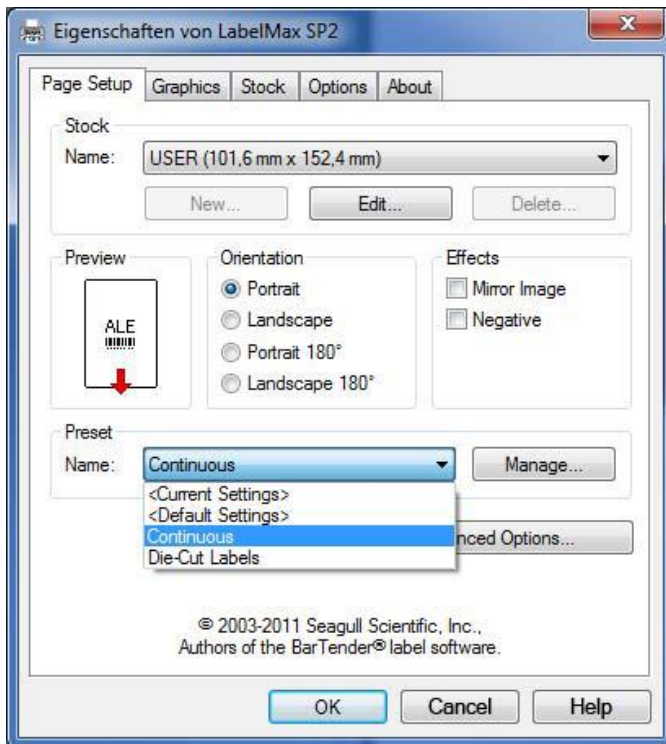 Eigenschaften von LabelMax SP2
Page Setup Graphics Stock Options About
Stock
Name: USER (101,6 mm x 152,4 mm)
New... Edit... Delete...
Preview Orientation Effects
ALE
Portrait Mirror Image
Landscape Negative
Portrait 180°
Landscape 180°
Preset
Name: Continuous Manage...
<Current Settings>
<Default Settings>
Continuous
Die-Cut Labels
nced Options...
© 2003-2011 Seagull Scientific, Inc.,
Authors of the BarTender® label software.
OK Cancel Help